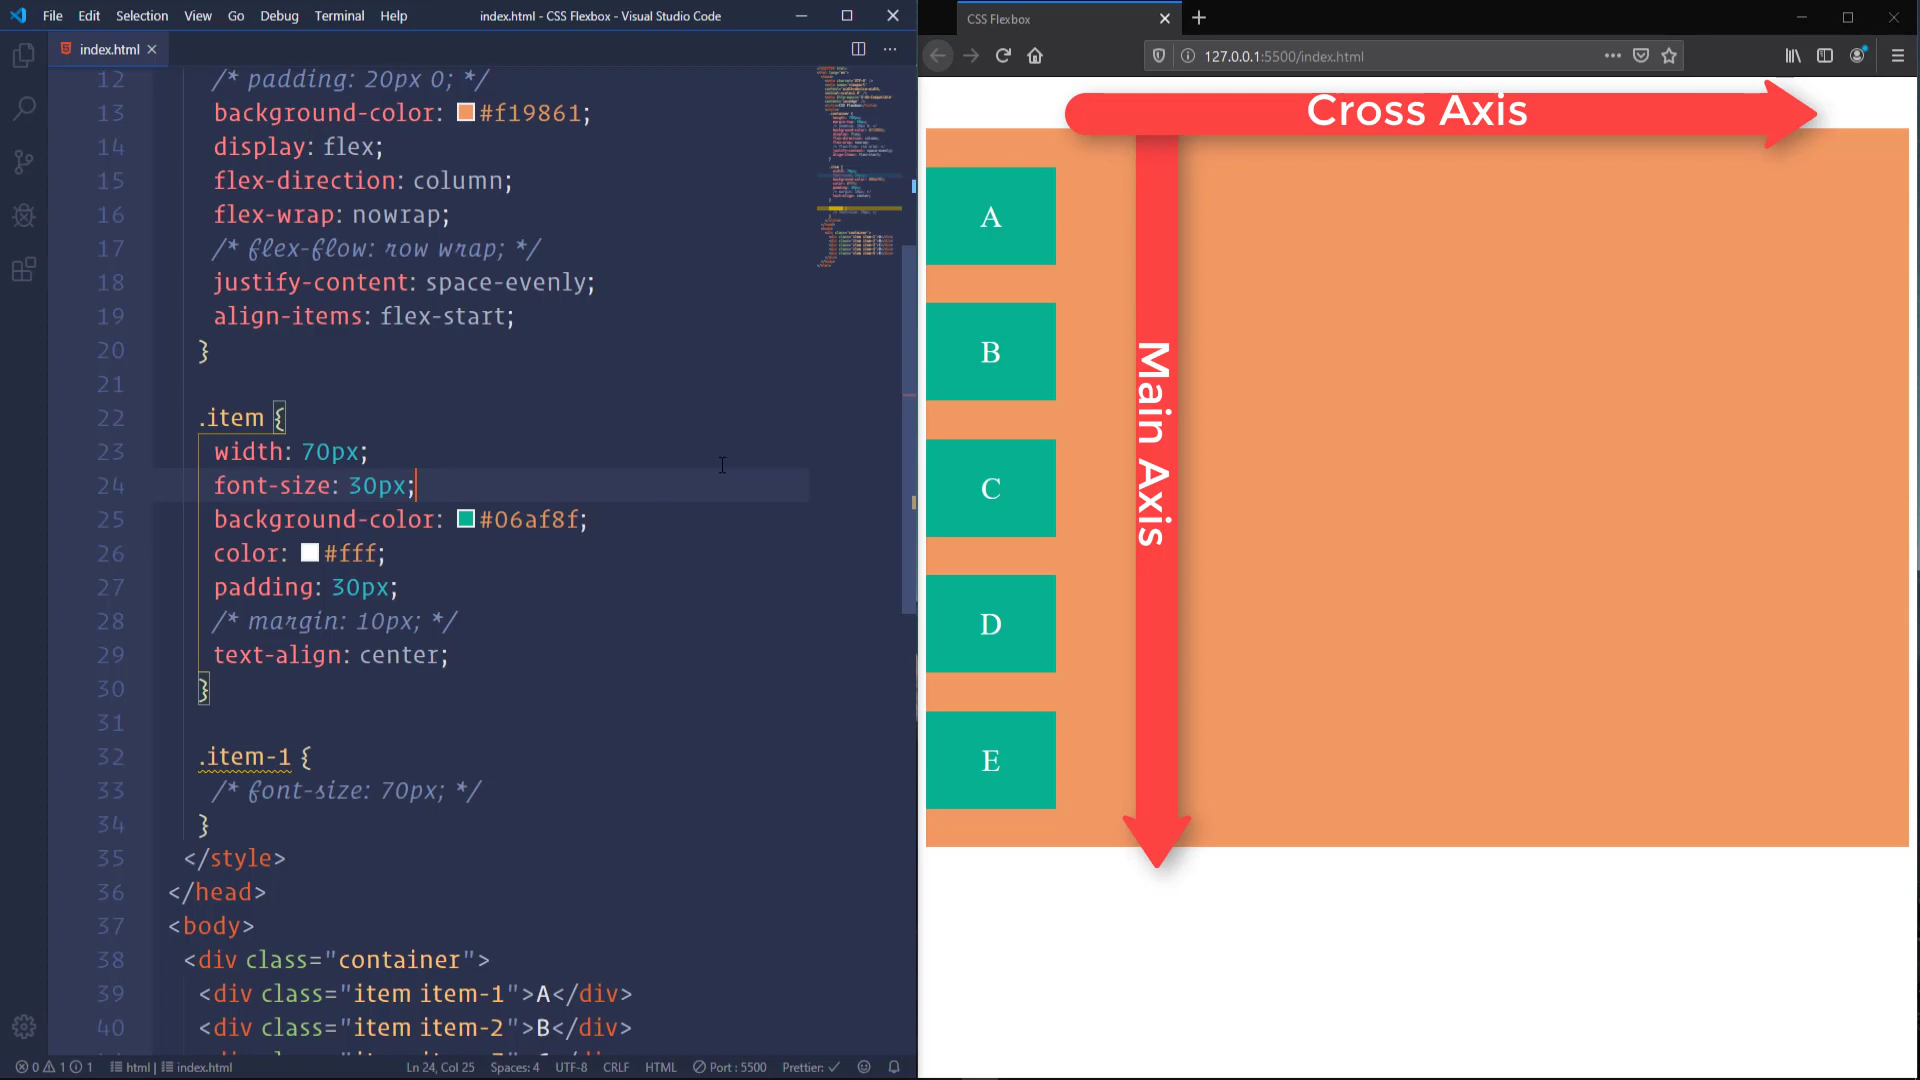 File Edit Selection View Go Debug Terminal Help
index.html - CSS Flexbox - Visual Studio Code
index.html
12 /* padding: 20px 0; */
13 background-color: #f19861;
14 display: flex;
15 flex-direction: column;
16 flex-wrap: nowrap;
17 /* flex-flow: row wrap; */
18 justify-content: space-evenly;
19 align-items: flex-start;
20 }
21
22 .item {
23 width: 70px;
24 font-size: 30px;
25 background-color: #06af8f;
26 color: #fff;
27 padding: 30px;
28 /* margin: 10px; */
29 text-align: center;
30 }
31
32 .item-1 {
33 /* font-size: 70px; */
34 }
35 </style>
36 </head>
37 <body>
38 <div class="container">
39 <div class="item item-1">A</div>
40 <div class="item item-2">B</div>
0 1 1 html | index.html Ln 24, Col 25 Spaces: 4 UTF-8 CRLF HTML Port : 5500 Prettier: ✓
CSS Flexbox
127.0.0.1:5500/index.html
Cross Axis
Main Axis
A
B
C
D
E